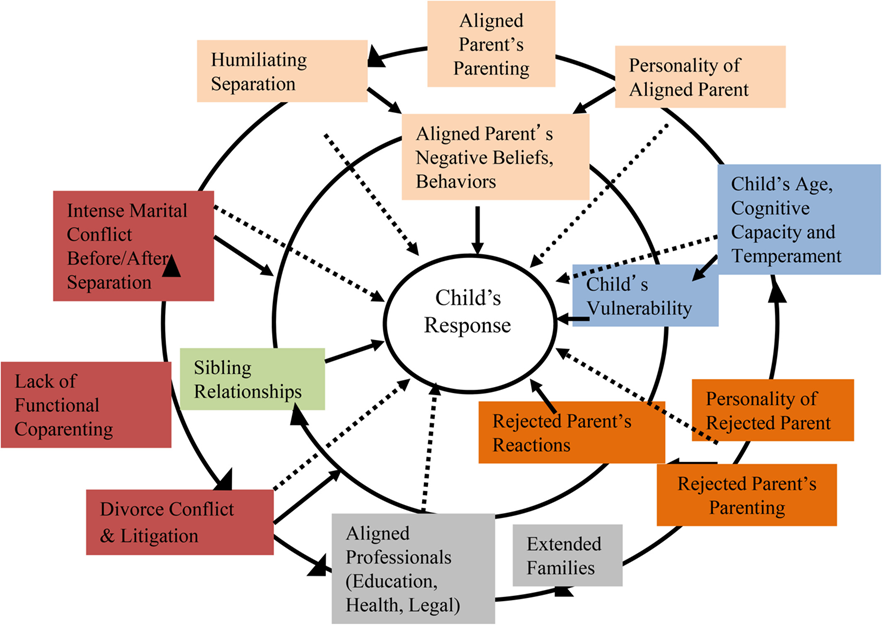 Aligned
Parent's
Parenting
Humiliating
Separation
Personality of
Aligned Parent
Aligned Parent's
Negative Beliefs,
Behaviors
Child's Age,
Cognitive
Capacity and
Temperament
Intense Marital
Conflict
Before/After
Separation
Child's
Response
Child's
Vulnerability
Sibling
Relationships
Lack of
Functional
Coparenting
Rejected Parent's
Reactions
Personality of
Rejected Parent
Rejected Parent's
Parenting
Divorce Conflict
& Litigation
Aligned
Professionals
(Education,
Health, Legal)
Extended
Families